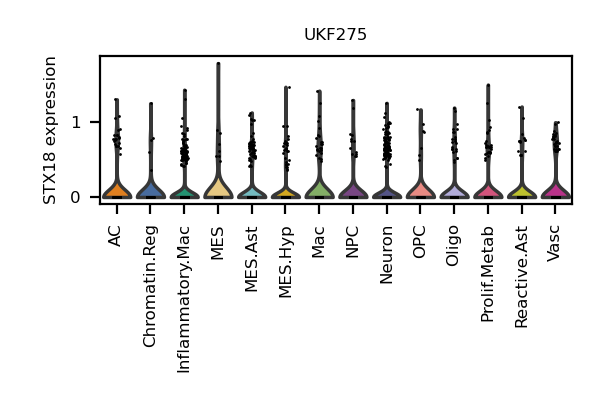 UKF275
STX18 expression
1
0
AC
Chromatin.Reg
Inflammatory.Mac
MES
MES.Ast
MES.Hyp
Mac
NPC
Neuron
OPC
Oligo
Prolif.Metab
Reactive.Ast
Vasc